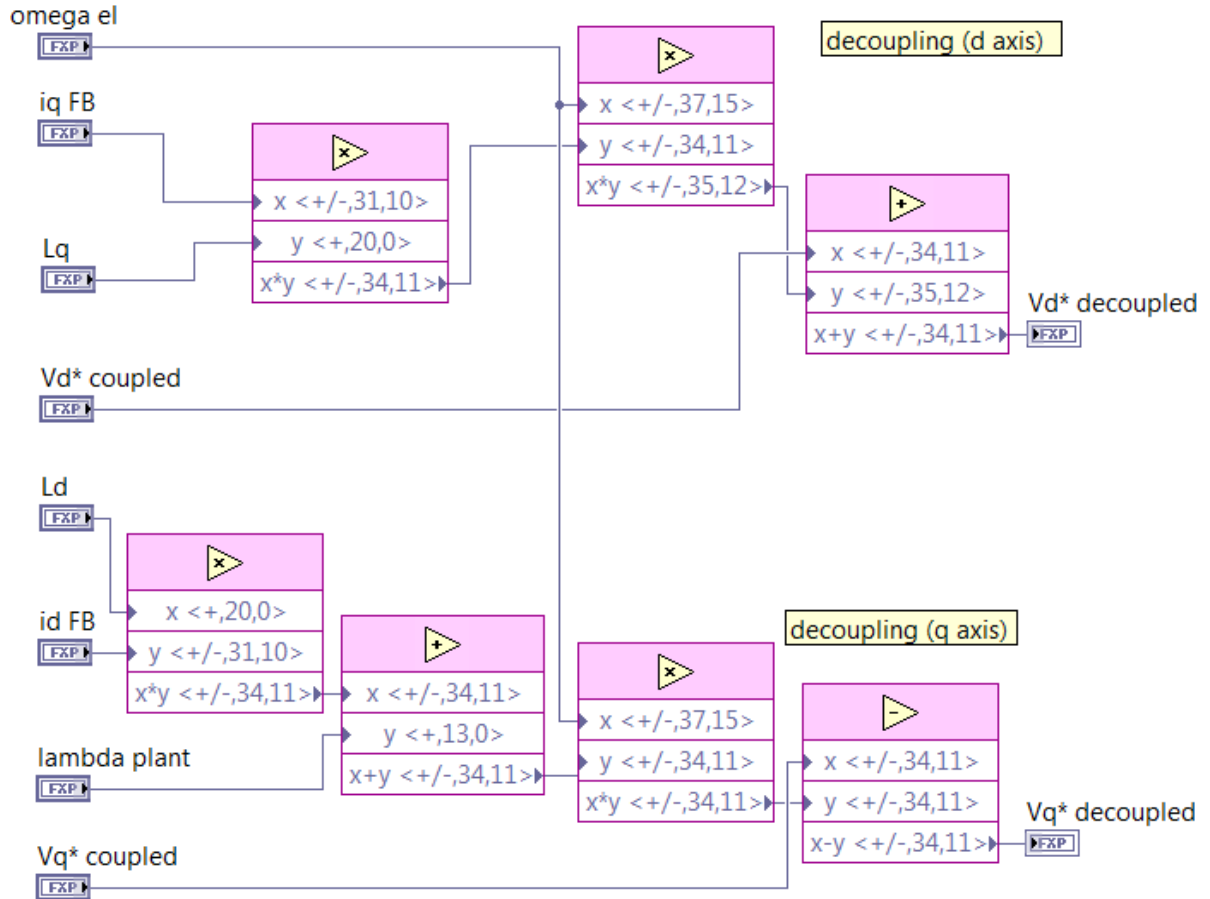 omega el
FXP
iq FB
FXP
Lq
FXP
x
x <+/-,31,10>
y <+,20,0>
x*y <+/-,34,11>
x
x <+/-,37,15>
y <+/-,34,11>
x*y <+/-,35,12>
decoupling (d axis)
+
x <+/-,34,11>
y <+/-,35,12>
x+y <+/-,34,11>
Vd* decoupled
FXP
Vd* coupled
FXP
Ld
FXP
id FB
FXP
x
x <+,20,0>
y <+/-,31,10>
x*y <+/-,34,11>
lambda plant
FXP
+
x <+/-,34,11>
y <+,13,0>
x+y <+/-,34,11>
x
x <+/-,37,15>
y <+/-,34,11>
x*y <+/-,34,11>
decoupling (q axis)
-
x <+/-,34,11>
y <+/-,34,11>
x-y <+/-,34,11>
Vq* decoupled
FXP
Vq* coupled
FXP